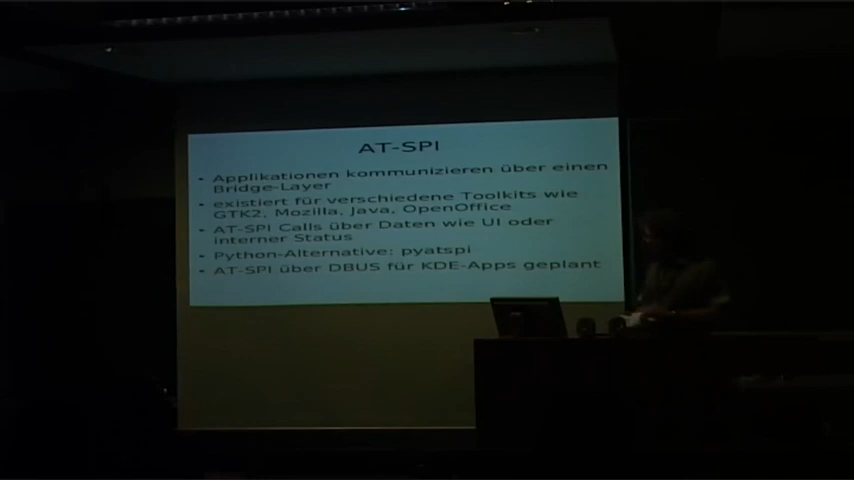 AT-SPI
- Applikationen kommunizieren über einen
Bridge-Layer
- existiert für verschiedene Toolkits wie
GTK2, Mozilla, Java, OpenOffice
- AT-SPI Calls über Daten wie UI oder
interner Status
- Python-Alternative: pyatspi
- AT-SPI über DBUS für KDE-Apps geplant